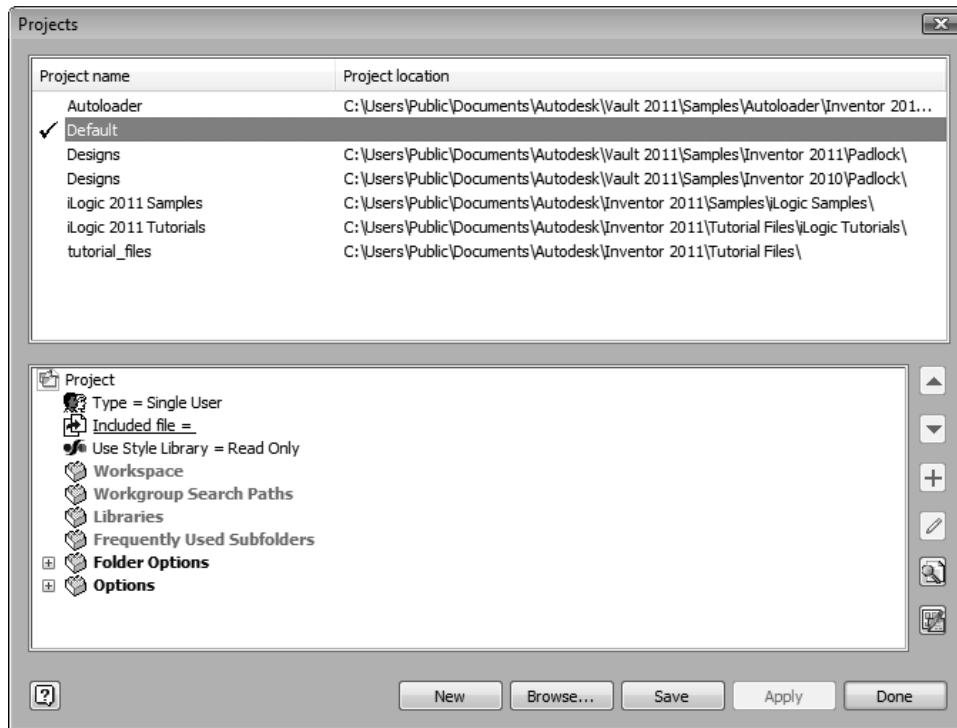 Projects
Project name Project location
Autoloader C:\Users\Public\Documents\Autodesk\Vault 2011\Samples\Autoloader\Inventor 201...
Default
Designs C:\Users\Public\Documents\Autodesk\Vault 2011\Samples\Inventor 2011\Padlock\
Designs C:\Users\Public\Documents\Autodesk\Vault 2011\Samples\Inventor 2010\Padlock\
iLogic 2011 Samples C:\Users\Public\Documents\Autodesk\Inventor 2011\Samples\iLogic Samples\
iLogic 2011 Tutorials C:\Users\Public\Documents\Autodesk\Inventor 2011\Tutorial Files\iLogic Tutorials\
tutorial_files C:\Users\Public\Documents\Autodesk\Inventor 2011\Tutorial Files\
Project
Type = Single User
Included file =
Use Style Library = Read Only
Workspace
Workgroup Search Paths
Libraries
Frequently Used Subfolders
Folder Options
Options
New Browse... Save Apply Done